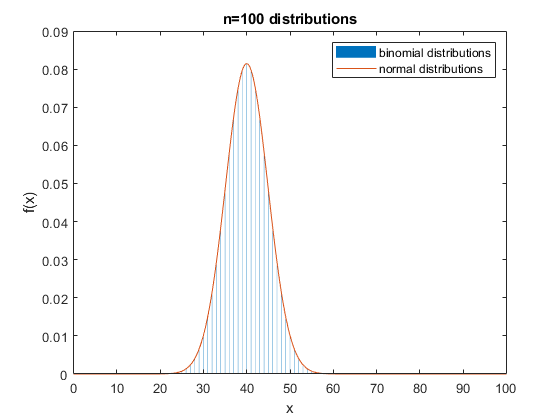 n=100 distributions
binomial distributions
normal distributions
0.09
0.08
0.07
0.06
0.05
0.04
0.03
0.02
0.01
0
f(x)
0 10 20 30 40 50 60 70 80 90 100
x